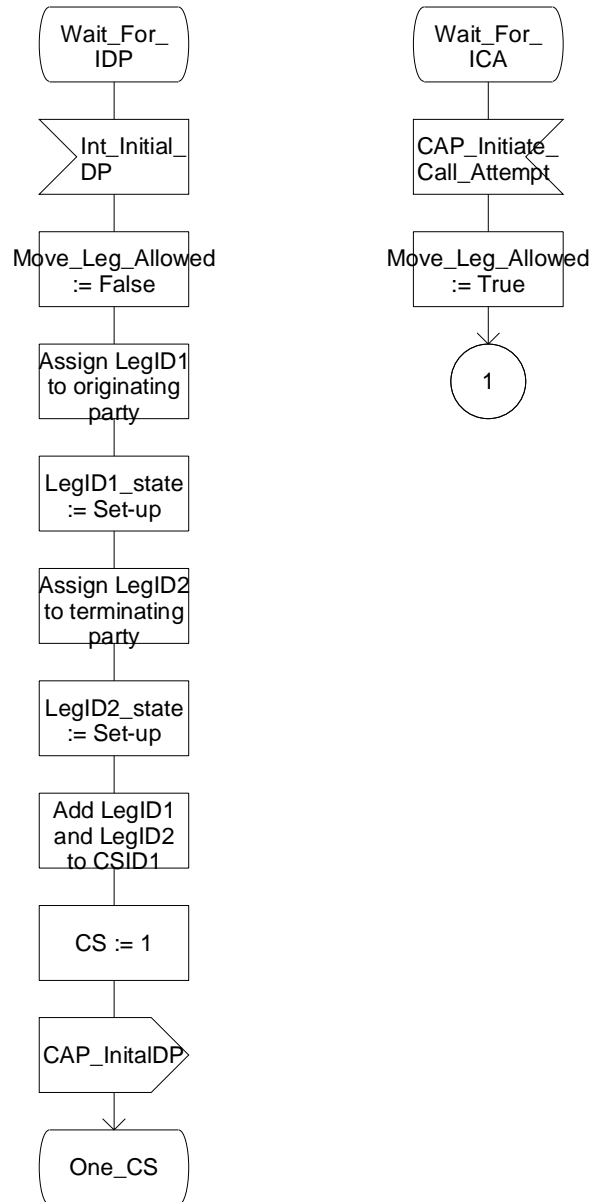 Wait_For_
IDP
Int_Initial_
DP
Move_Leg_Allowed
:= False
Assign LegID1
to originating
party
LegID1_state
:= Set-up
Assign LegID2
to terminating
party
LegID2_state
:= Set-up
Add LegID1
and LegID2
to CSID1
CS := 1
CAP_InitalDP
One_CS
Wait_For_
ICA
CAP_Initiate_
Call_Attempt
Move_Leg_Allowed
:= True
1